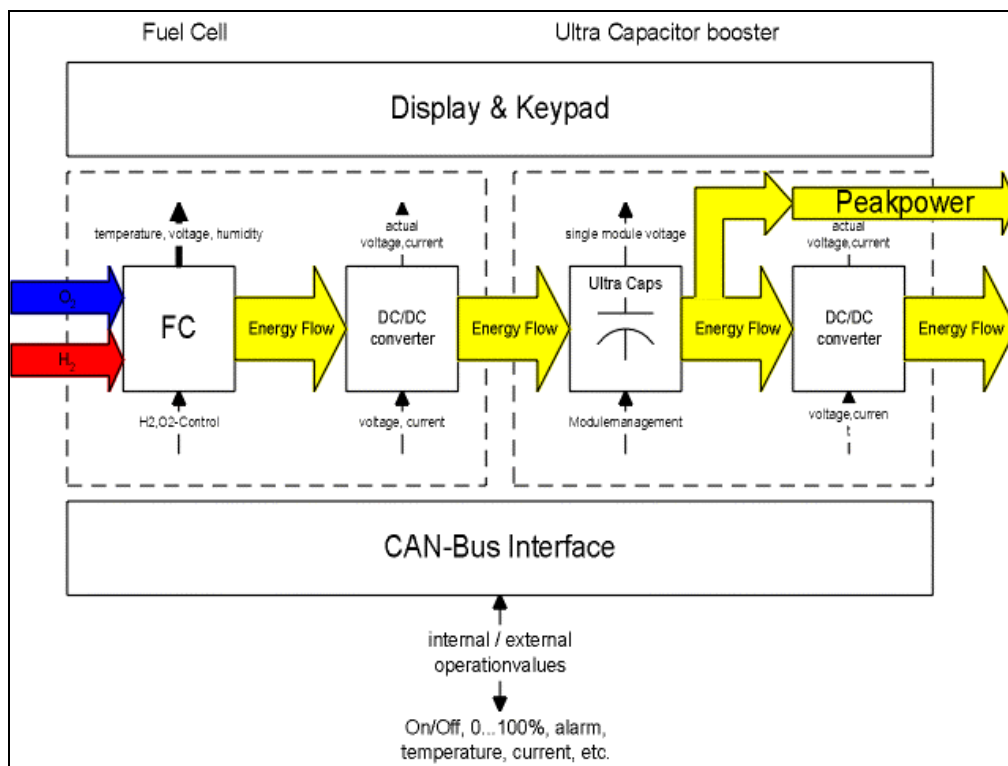 Fuel Cell
Ultra Capacitor booster
Display & Keypad
Peakpower
temperature, voltage, humidity
actual
voltage,current
single module voltage
actual
voltage,current
O2
H2
FC
Energy Flow
DC/DC
converter
Energy Flow
Ultra Caps
Energy Flow
DC/DC
converter
Energy Flow
H2,O2-Control
voltage, current
Modulemanagement
voltage,curren
t
CAN-Bus Interface
internal / external
operationvalues
On/Off, 0...100%, alarm,
temperature, current, etc.